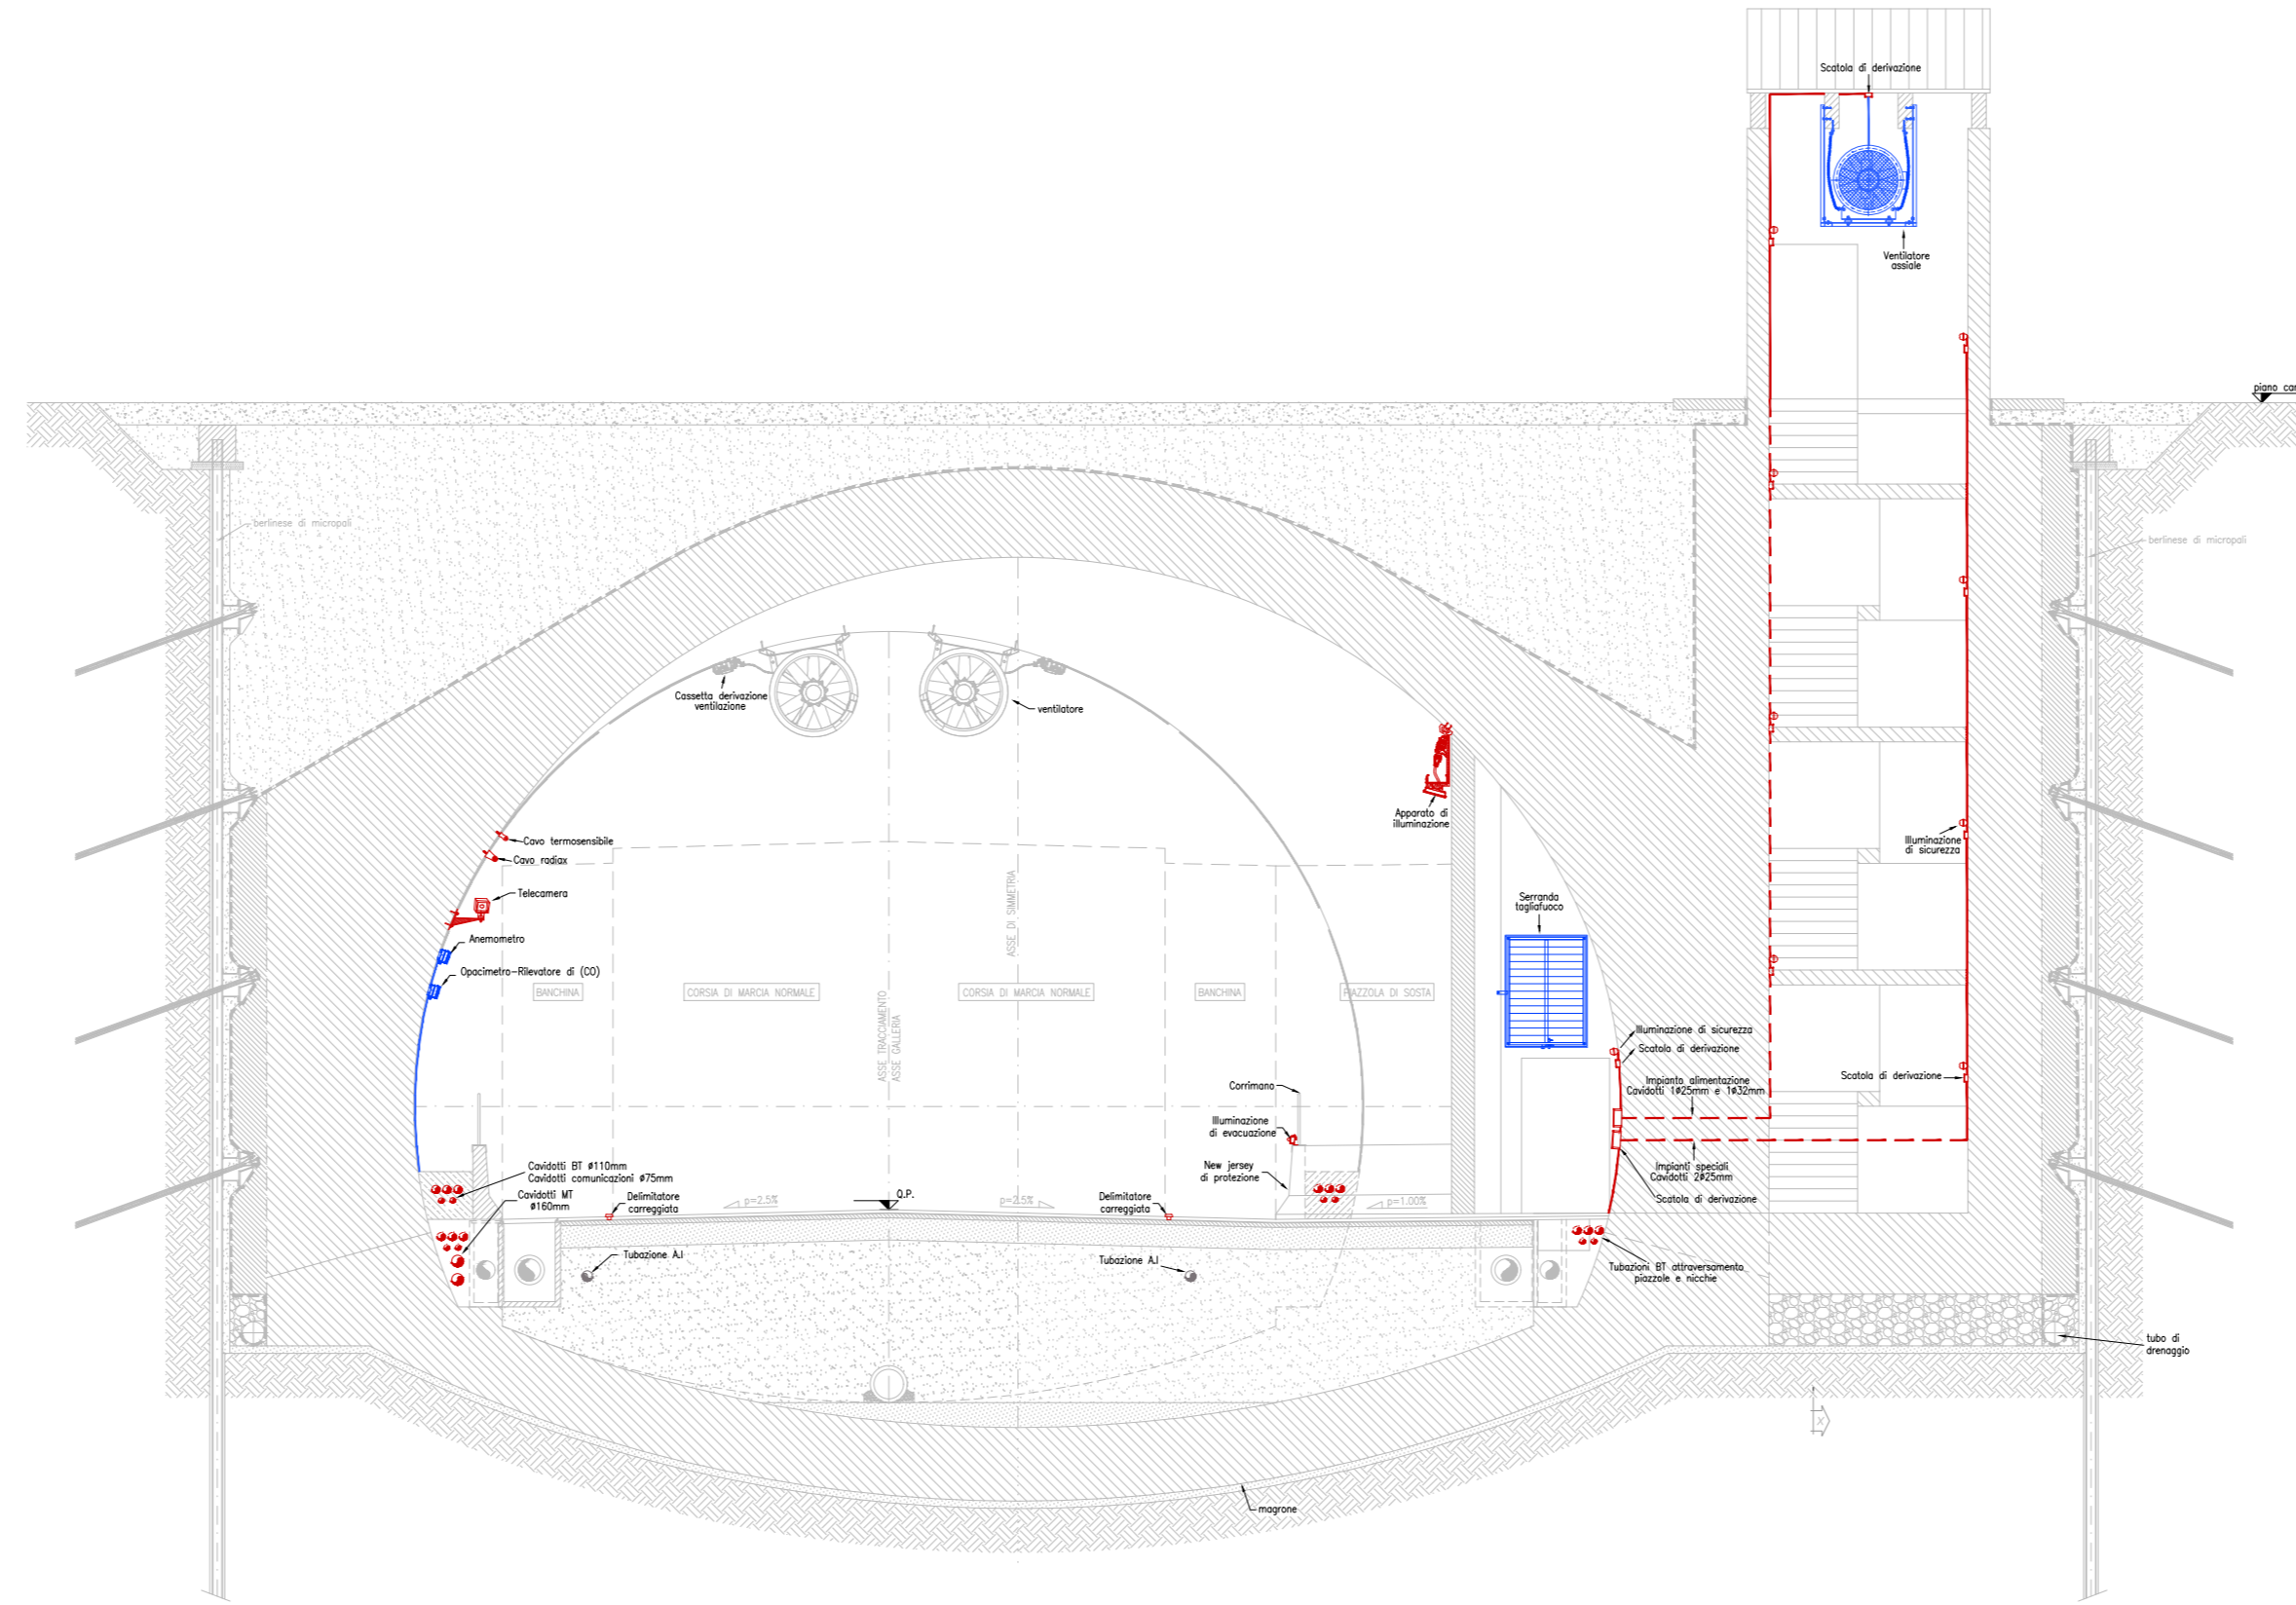 Scatola di derivazione
Ventilatore
assiale
berlinese di micropali
berlinese di micropali
Cassetta derivazione
ventilazione
ventilatore
Apparato di
illuminazione
Cavo termosensibile
Cavo radiax
Telecamera
Anemometro
Opacimetro-Rilevatore di (CO)
ASSE DI SIMMETRIA
ASSE TRACCIAMENTO
ASSE GALLERIA
BANCHINA
CORSIA DI MARCIA NORMALE
CORSIA DI MARCIA NORMALE
BANCHINA
PIAZZOLA DI SOSTA
Serranda
tagliafuoco
Illuminazione
di sicurezza
Illuminazione di sicurezza
Scatola di derivazione
Impianto alimentazione
Cavidotti 1ø25mm e 1ø32mm
Scatola di derivazione
Corrimano
Illuminazione
di evacuazione
New jersey
di protezione
Impianti speciali
Cavidotti 2ø25mm
Scatola di derivazione
Cavidotti BT ø110mm
Cavidotti comunicazioni ø75mm
Cavidotti MT
ø160mm
Delimitatore
carreggiata
p=2.5%
Q.P.
p=2.5%
Delimitatore
carreggiata
p=1.00%
Tubazione A.I
Tubazione A.I
Tubazioni BT attraversamento
piazzole e nicchie
tubo di
drenaggio
X
magrone